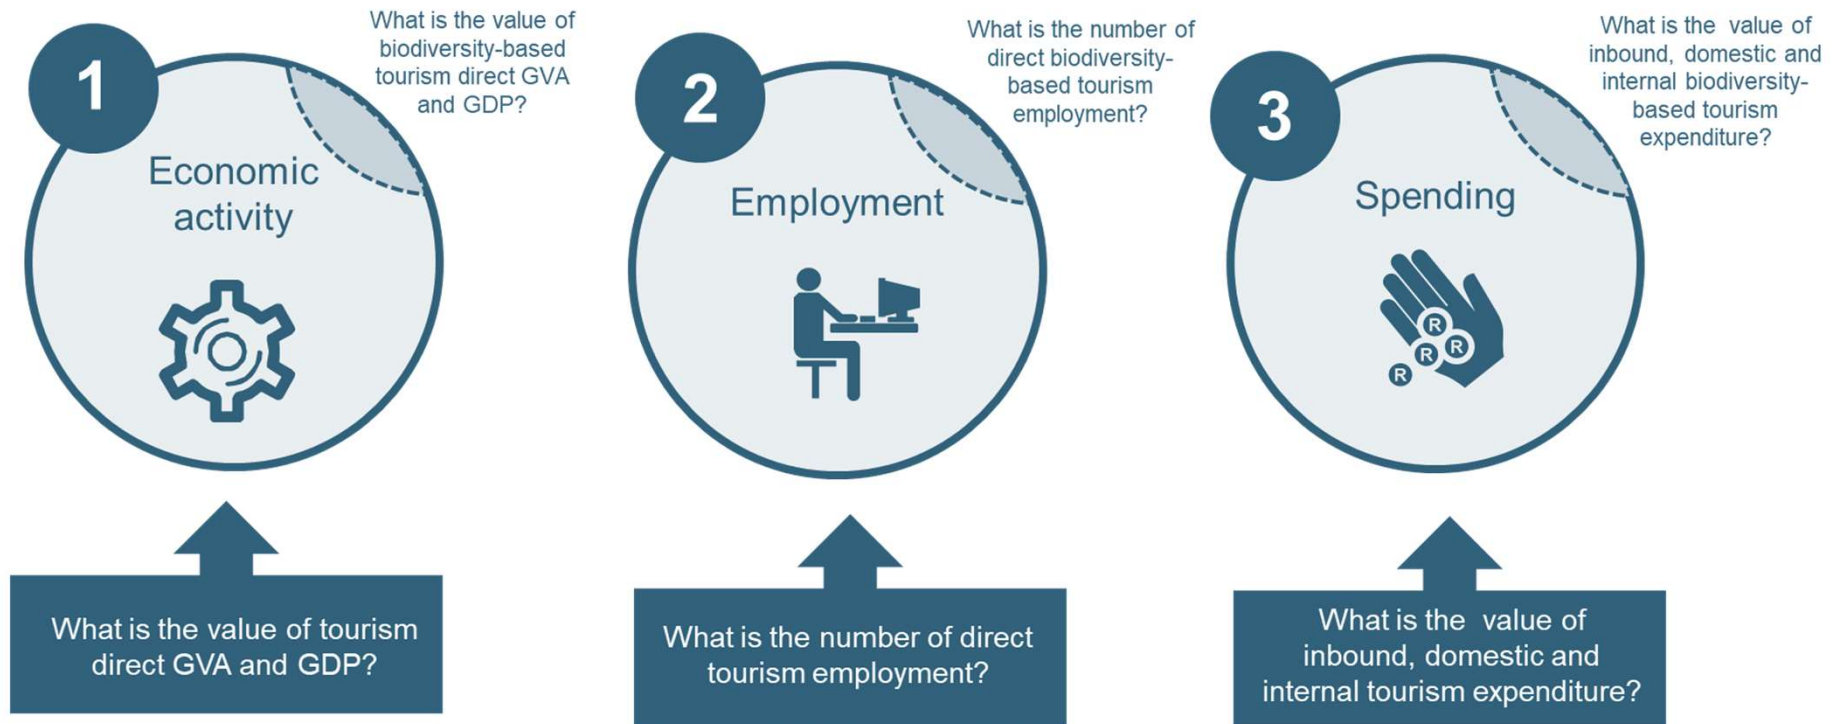 1
What is the value of
biodiversity-based
tourism direct GVA
and GDP?
Economic
activity
What is the value of tourism
direct GVA and GDP?
2
What is the number of
direct biodiversity-
based tourism
employment?
Employment
What is the number of direct
tourism employment?
3
What is the value of
inbound, domestic and
internal biodiversity-
based tourism
expenditure?
Spending
R
R
R
R
What is the value of
inbound, domestic and
internal tourism expenditure?